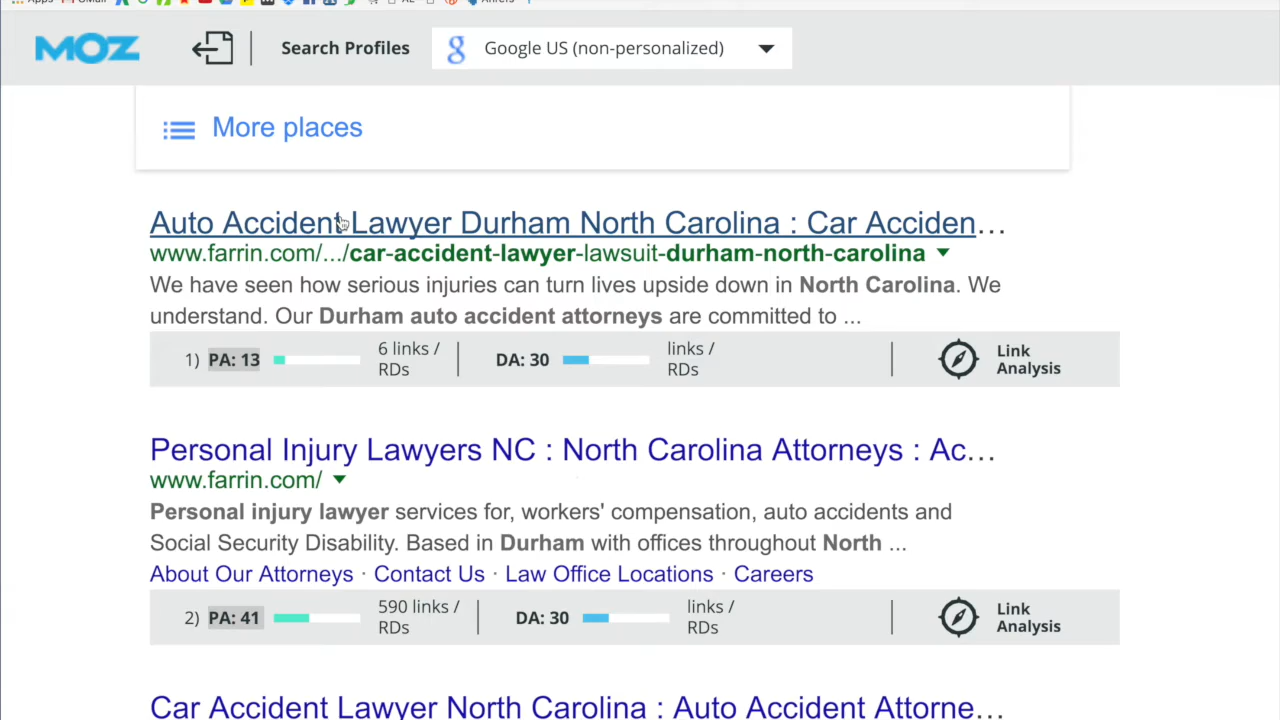 Apps Gmail
MOZ Search Profiles Google US (non-personalized)
More places
Auto Accident Lawyer Durham North Carolina : Car Acciden...
www.farrin.com/.../car-accident-lawyer-lawsuit-durham-north-carolina
We have seen how serious injuries can turn lives upside down in North Carolina. We
understand. Our Durham auto accident attorneys are committed to ...
1) PA: 13 6 links / RDs DA: 30 links / RDs Link Analysis
Personal Injury Lawyers NC : North Carolina Attorneys : Ac...
www.farrin.com/
Personal injury lawyer services for, workers' compensation, auto accidents and
Social Security Disability. Based in Durham with offices throughout North ...
About Our Attorneys · Contact Us · Law Office Locations · Careers
2) PA: 41 590 links / RDs DA: 30 links / RDs Link Analysis
Car Accident Lawyer North Carolina : Auto Accident Attorne...